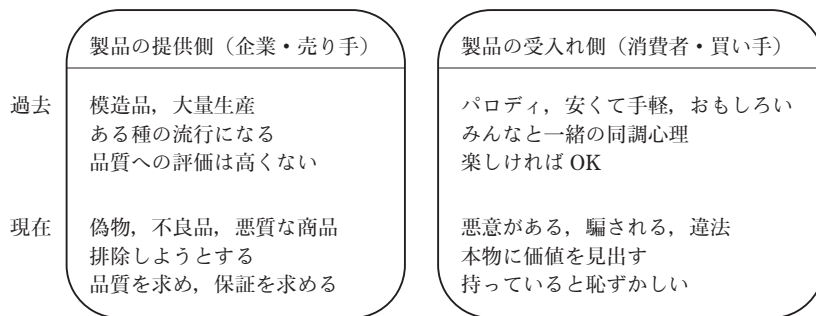 製品の提供側（企業・売り手）
過去
模造品，大量生産
ある種の流行になる
品質への評価は高くない
現在
偽物，不良品，悪質な商品
排除しようとする
品質を求め，保証を求める
製品の受入れ側（消費者・買い手）
パロディ，安くて手軽，おもしろい
みんなと一緒の同調心理
楽しければ OK
悪意がある，騙される，違法
本物に価値を見出す
持っていると恥ずかしい